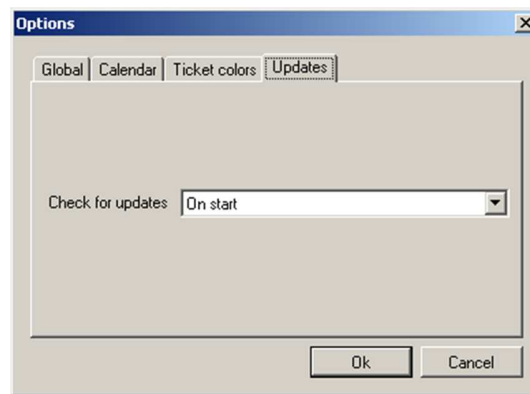 Options
Global Calendar Ticket colors Updates
Check for updates On start
Ok Cancel